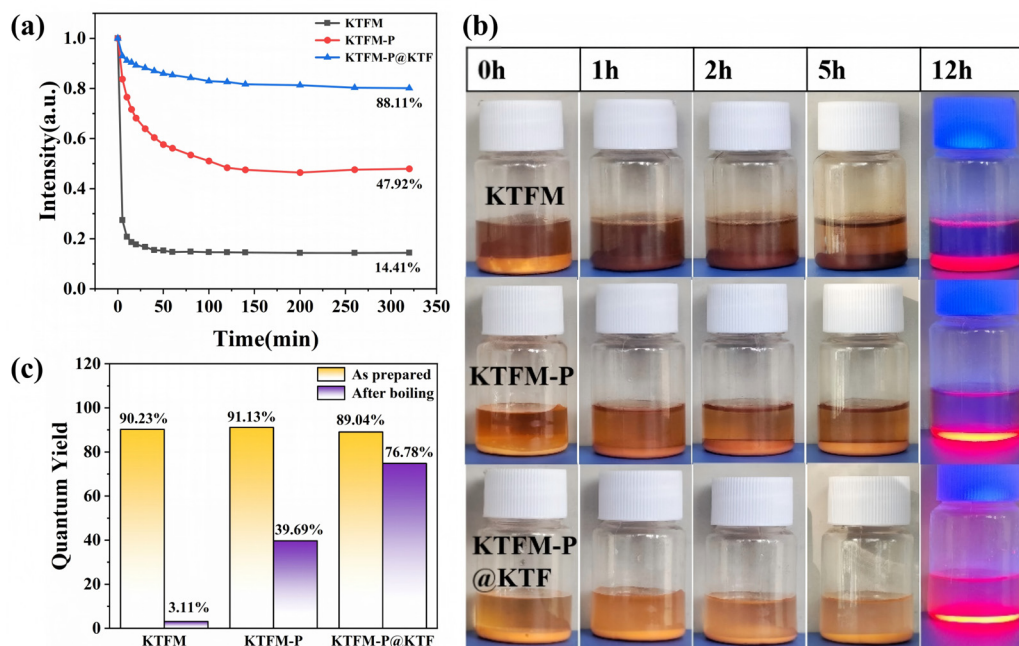 (a)
KTFM
KTFM-P
KTFM-P@KTF
1.0
0.8
0.6
0.4
0.2
0.0
Intensity(a.u.)
88.11%
47.92%
14.41%
0 50 100 150 200 250 300 350
Time(min)
(b)
0h 1h 2h 5h 12h
KTFM
KTFM-P
KTFM-P
@KTF
(c)
As prepared
After boiling
120
100
80
60
40
20
0
Quantum Yield
90.23%
3.11%
91.13%
39.69%
89.04%
76.78%
KTFM KTFM-P KTFM-P@KTF